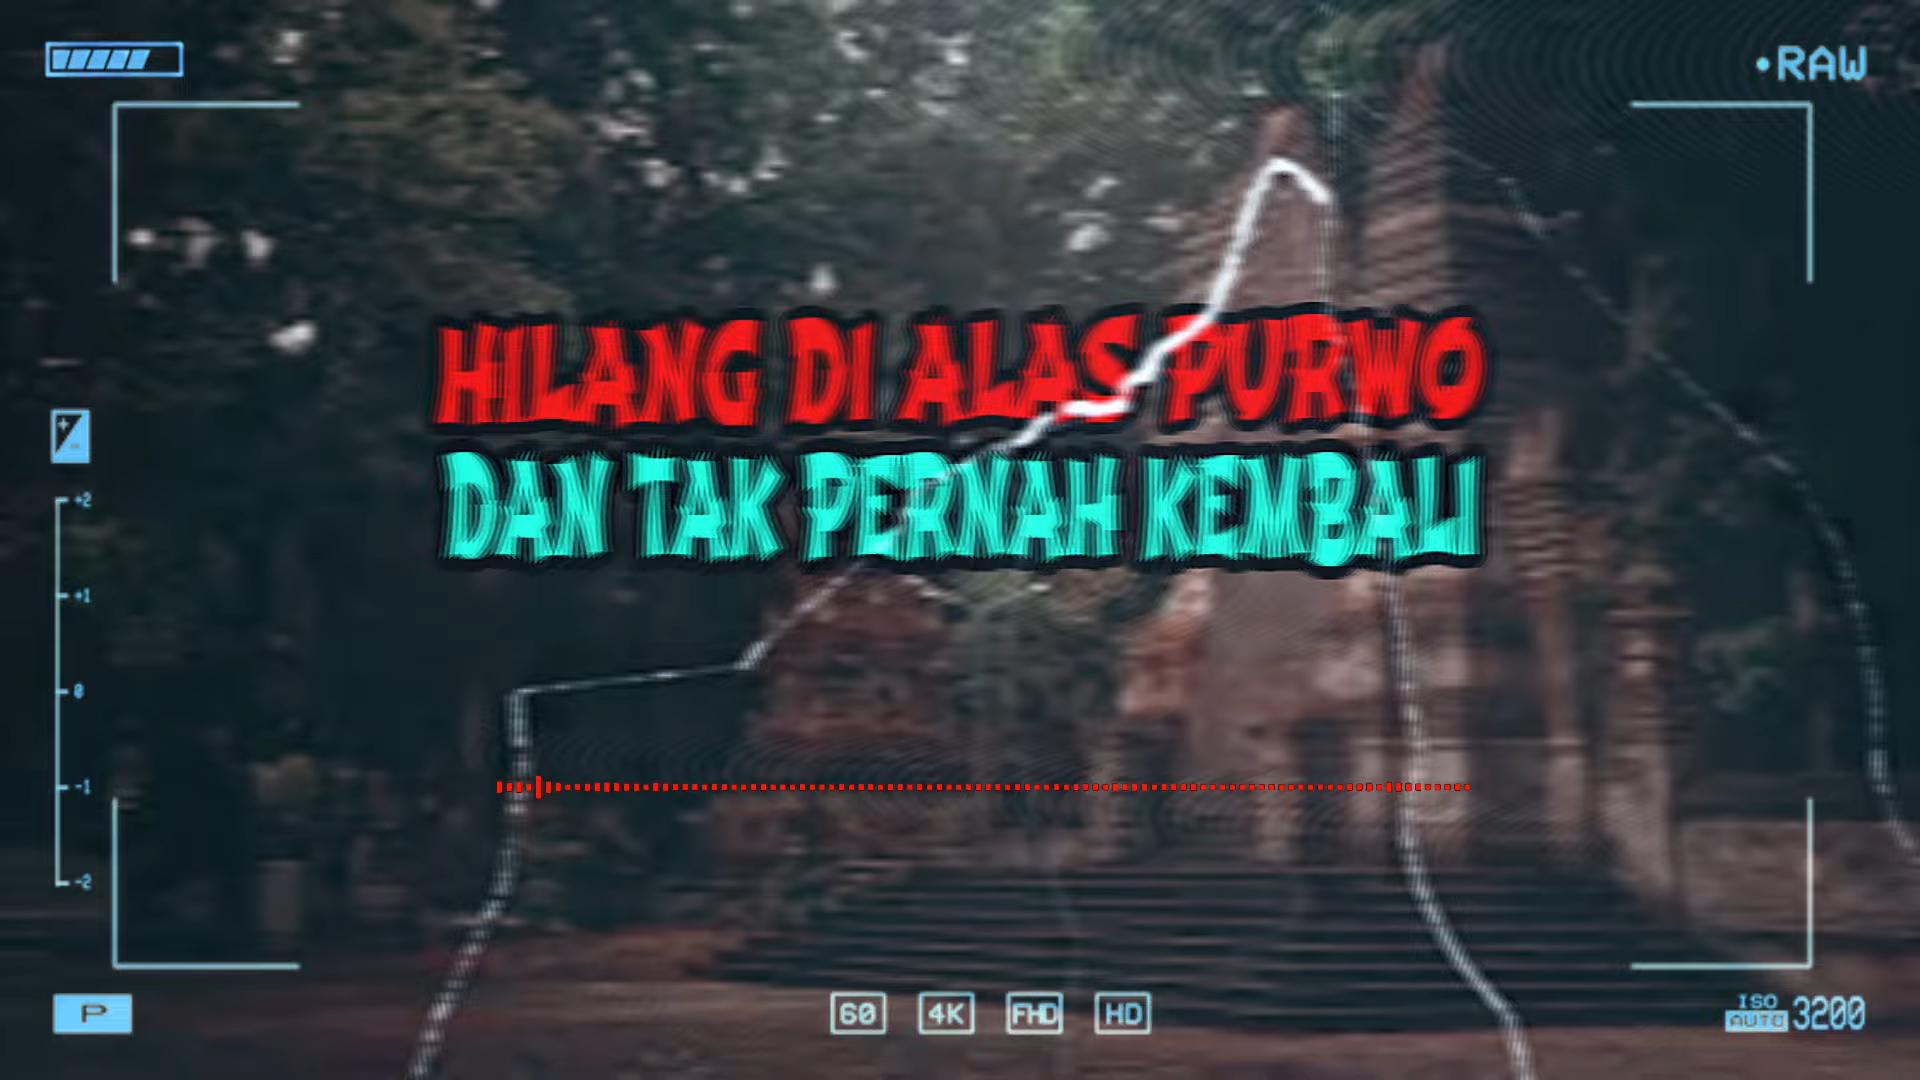 •RAW
HILANG DI ALAS PURWO
DAN TAK PERNAH KEMBALI
+2
+1
0
-1
-2
P
60 4K FHD HD
ISO
AUTO 3200